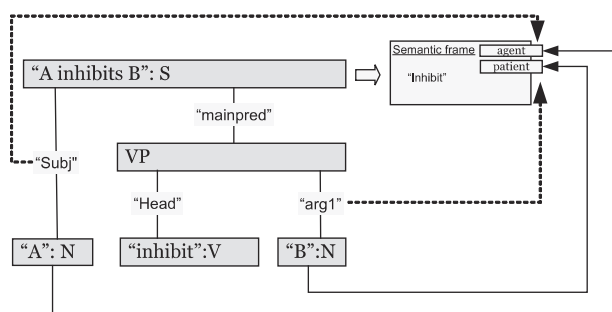 Semantic frame
agent
patient
"Inhibit"
"A inhibits B": S
"mainpred"
"Subj"
VP
"Head"
"arg1"
"A": N
"inhibit":V
"B":N